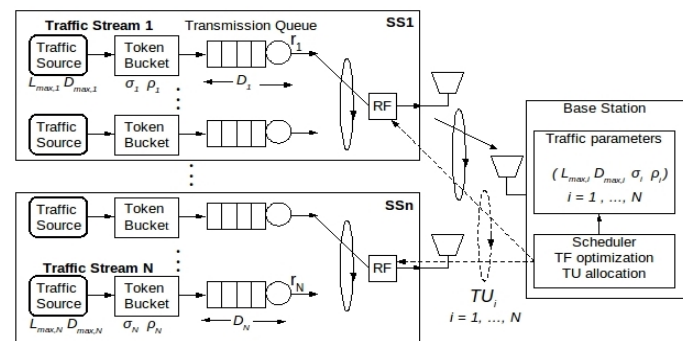 Traffic Stream 1
Transmission Queue
SS1
Traffic Source
Token Bucket
r1
Lmax,1 Dmax,1
σ1 ρ1
D1
RF
Traffic Source
Token Bucket
Base Station
Traffic parameters
( Lmax,i Dmax,i σi ρi )
i = 1 , ..., N
Scheduler
TF optimization
TU allocation
SSn
Traffic Source
Token Bucket
RF
Traffic Stream N
Traffic Source
Token Bucket
rN
Lmax,N Dmax,N
σN ρN
DN
TUi
i = 1, ..., N